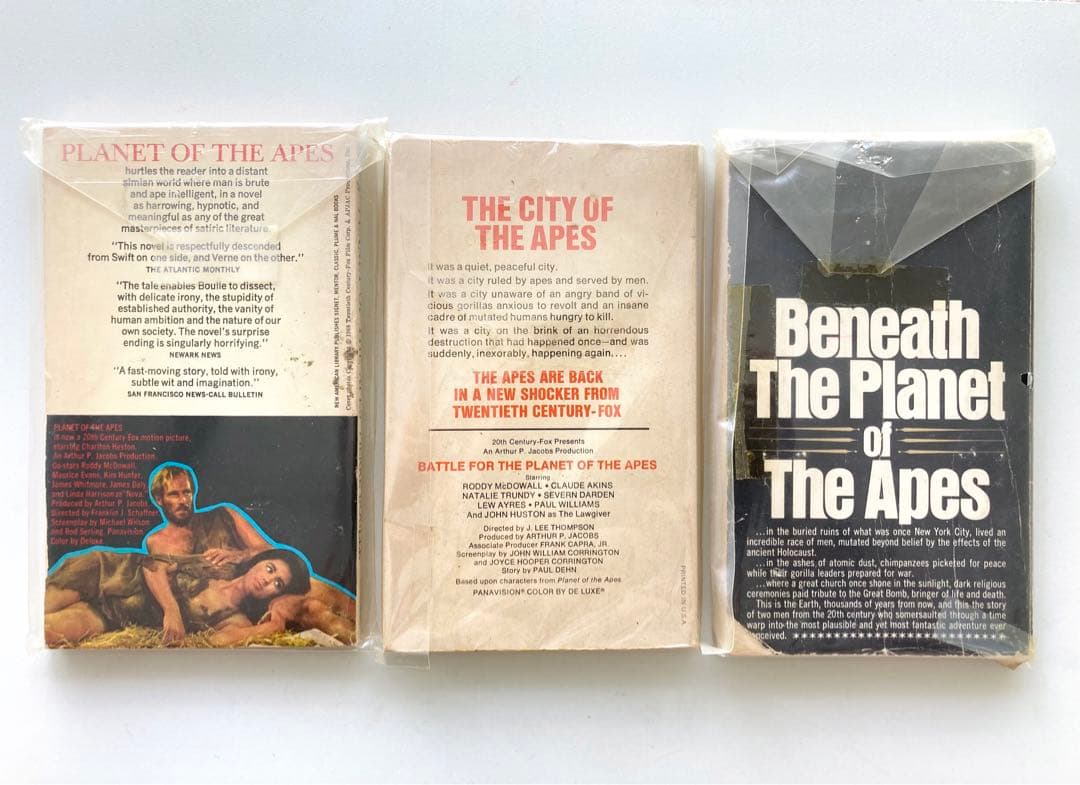 PLANET OF THE APES
hurtles the reader into a distant
simian world where man is brute
and ape intelligent, in a novel
as harrowing, hypnotic, and
meaningful as any of the great
masterpieces of satiric literature.
"This novel is respectfully descended
from Swift on one side, and Verne on the other."
THE ATLANTIC MONTHLY
"The tale enables Boulle to dissect,
with delicate irony, the stupidity of
established authority, the vanity of
human ambition and the nature of our
own society. The novel's surprise
ending is singularly horrifying."
NEWARK NEWS
"A fast-moving story, told with irony,
subtle wit and imagination."
SAN FRANCISCO NEWS-CALL BULLETIN
NEW AMERICAN LIBRARY PUBLISHES SIGNET, MENTOR, CLASSIC, PLUME & NAL BOOKS
1968 Twentieth Century-Fox Film Corp. & APJAC
PLANET OF THE APES
is now a 20th Century Fox motion picture,
starring Charlton Heston.
An Arthur P. Jacobs Production
Co-stars Roddy McDowall,
Maurice Evans, Kim Hunter,
James Whitmore, James Daly
and Linda Harrison as "Nova."
Produced by Arthur P. Jacobs
Directed by Franklin J. Schaffner
Screenplay by Michael Wilson
and Rod Serling. Panavision
Color by Deluxe
THE CITY OF
THE APES
It was a quiet, peaceful city.
It was a city ruled by apes and served by men.
It was a city unaware of an angry band of vi-
cious gorillas anxious to revolt and an insane
cadre of mutated humans hungry to kill.
It was a city on the brink of an horrendous
destruction that had happened once—and was
suddenly, inexorably, happening again....
THE APES ARE BACK
IN A NEW SHOCKER FROM
TWENTIETH CENTURY-FOX
20th Century-Fox Presents
An Arthur P. Jacobs Production
BATTLE FOR THE PLANET OF THE APES
Starring
RODDY McDOWALL • CLAUDE AKINS
NATALIE TRUNDY • SEVERN DARDEN
LEW AYRES • PAUL WILLIAMS
And JOHN HUSTON as The Lawgiver
Directed by J. LEE THOMPSON
Produced by ARTHUR P. JACOBS
Associate Producer FRANK CAPRA, JR.
Screenplay by JOHN WILLIAM CORRINGTON
and JOYCE HOOPER CORRINGTON
Story by PAUL DEHN
Based upon characters from Planet of the Apes
PANAVISION® COLOR BY DE LUXE®
PRINTED IN U.S.A.
Beneath
The Planet
of
The Apes
...in the buried ruins of what was once New York City, lived an
incredible race of men, mutated beyond belief by the effects of the
ancient Holocaust.
...in the ashes of atomic dust, chimpanzees picketed for peace
while their gorilla leaders prepared for war.
...where a great church once shone in the sunlight, dark religious
ceremonies paid tribute to the Great Bomb, bringer of life and death.
This is the Earth, thousands of years from now, and this the story
of two men from the 20th century who somersaulted through a time
warp into the most plausible and yet most fantastic adventure ever
conceived.